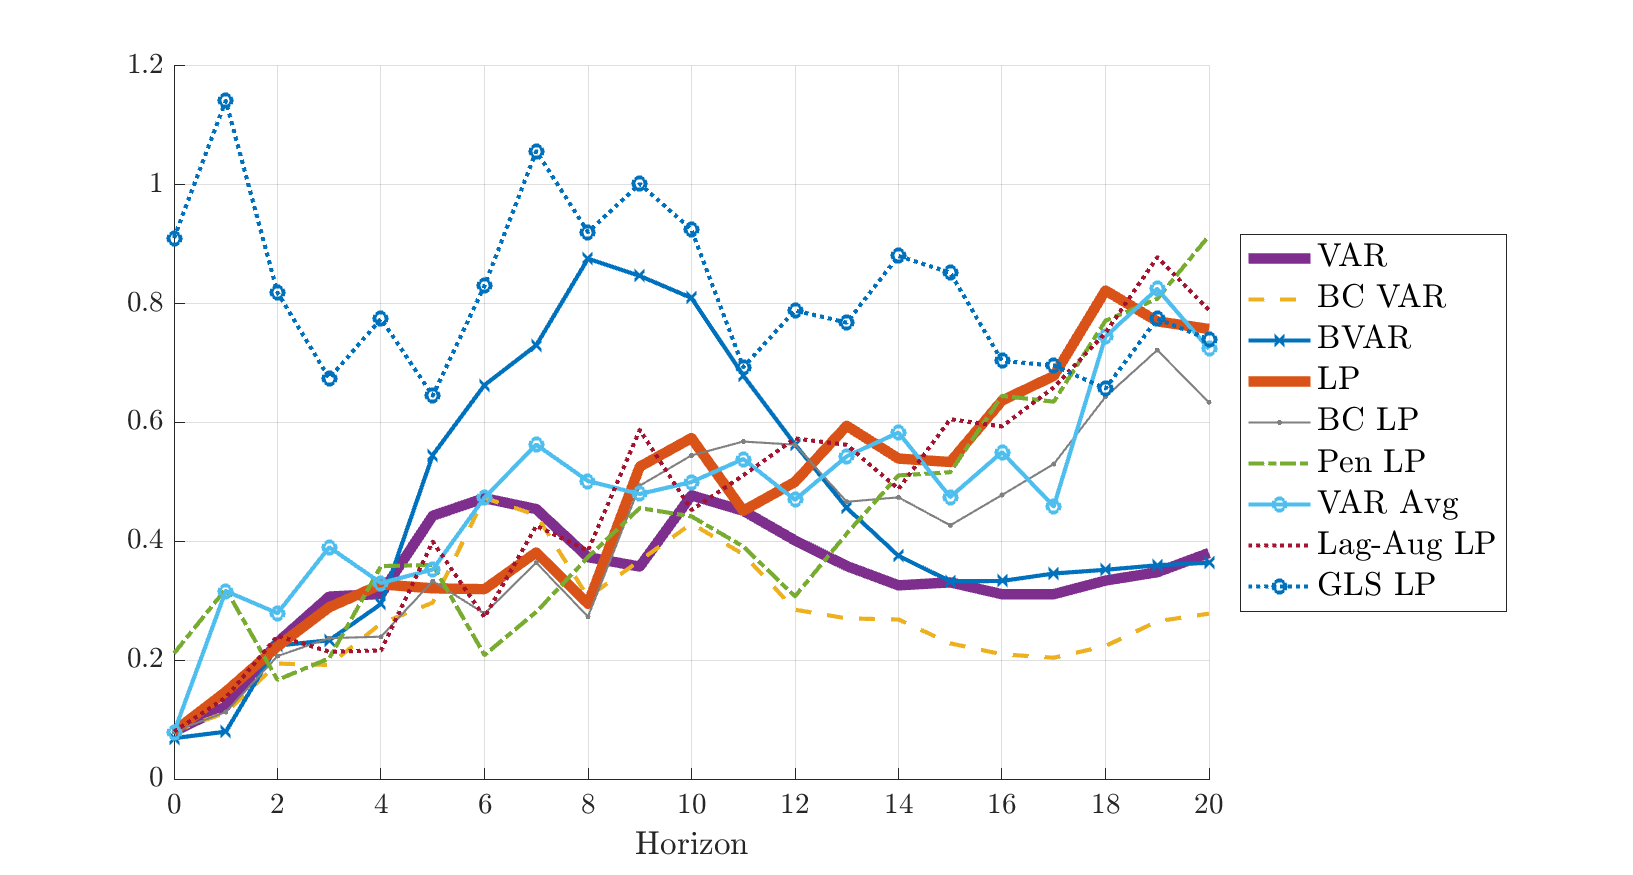 1.2
1
0.8
0.6
0.4
0.2
0
0 2 4 6 8 10 12 14 16 18 20
Horizon
VAR
BC VAR
BVAR
LP
BC LP
Pen LP
VAR Avg
Lag-Aug LP
GLS LP